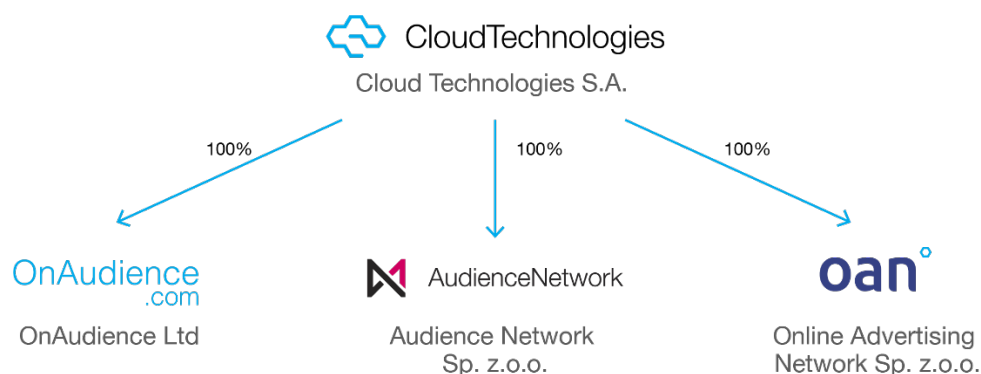 CloudTechnologies
Cloud Technologies S.A.
100%
100%
100%
OnAudience
.com
OnAudience Ltd
AudienceNetwork
Audience Network
Sp. z.o.o.
oan
Online Advertising
Network Sp. z.o.o.